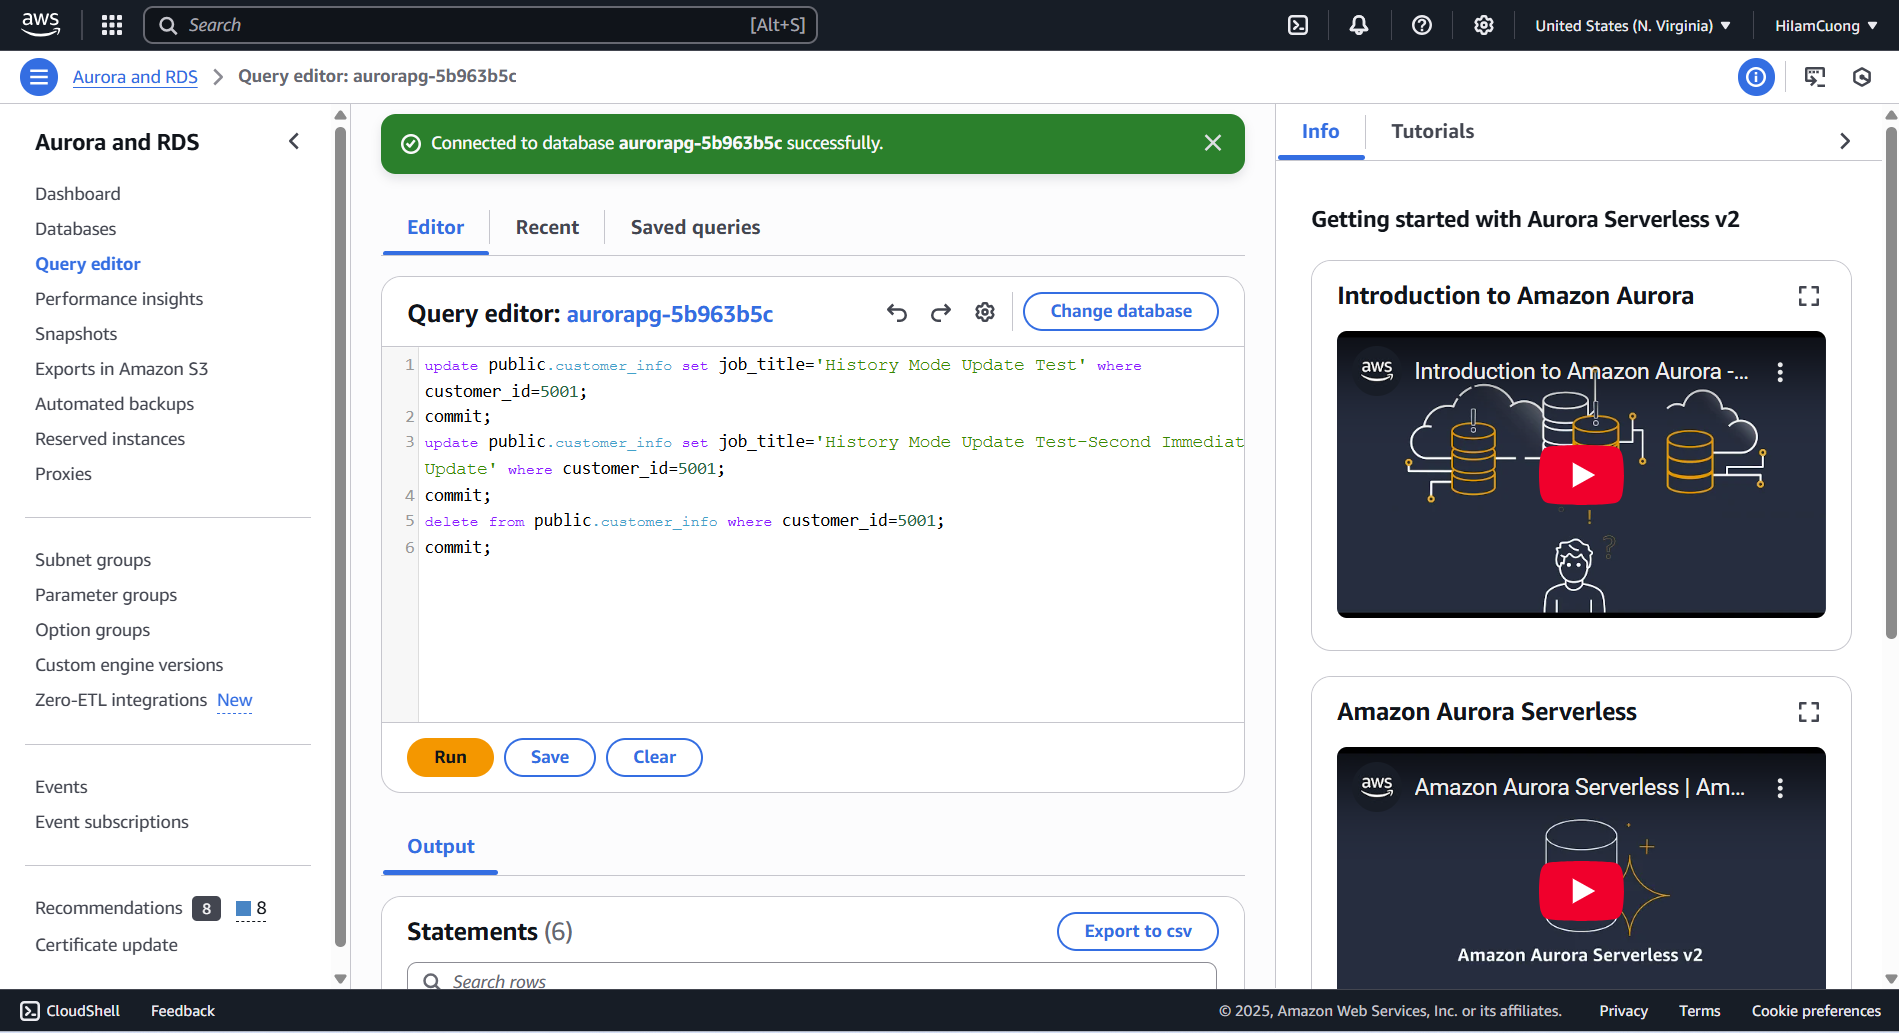 aws
Search
[Alt+S]
United States (N. Virginia)
HilamCuong
Aurora and RDS
Query editor: aurorapg-5b963b5c
Aurora and RDS
Dashboard
Databases
Query editor
Performance insights
Snapshots
Exports in Amazon S3
Automated backups
Reserved instances
Proxies
Subnet groups
Parameter groups
Option groups
Custom engine versions
Zero-ETL integrations New
Events
Event subscriptions
Recommendations 8 8
Certificate update
Connected to database aurorapg-5b963b5c successfully.
Editor
Recent
Saved queries
Query editor: aurorapg-5b963b5c
Change database
1 update public.customer_info set job_title='History Mode Update Test' where
customer_id=5001;
2 commit;
3 update public.customer_info set job_title='History Mode Update Test-Second Immediat
Update' where customer_id=5001;
4 commit;
5 delete from public.customer_info where customer_id=5001;
6 commit;
Run
Save
Clear
Output
Statements (6)
Export to csv
Search rows
Info
Tutorials
Getting started with Aurora Serverless v2
Introduction to Amazon Aurora
aws
Introduction to Amazon Aurora -...
Amazon Aurora Serverless
aws
Amazon Aurora Serverless | Am...
Amazon Aurora Serverless v2
CloudShell
Feedback
© 2025, Amazon Web Services, Inc. or its affiliates.
Privacy
Terms
Cookie preferences